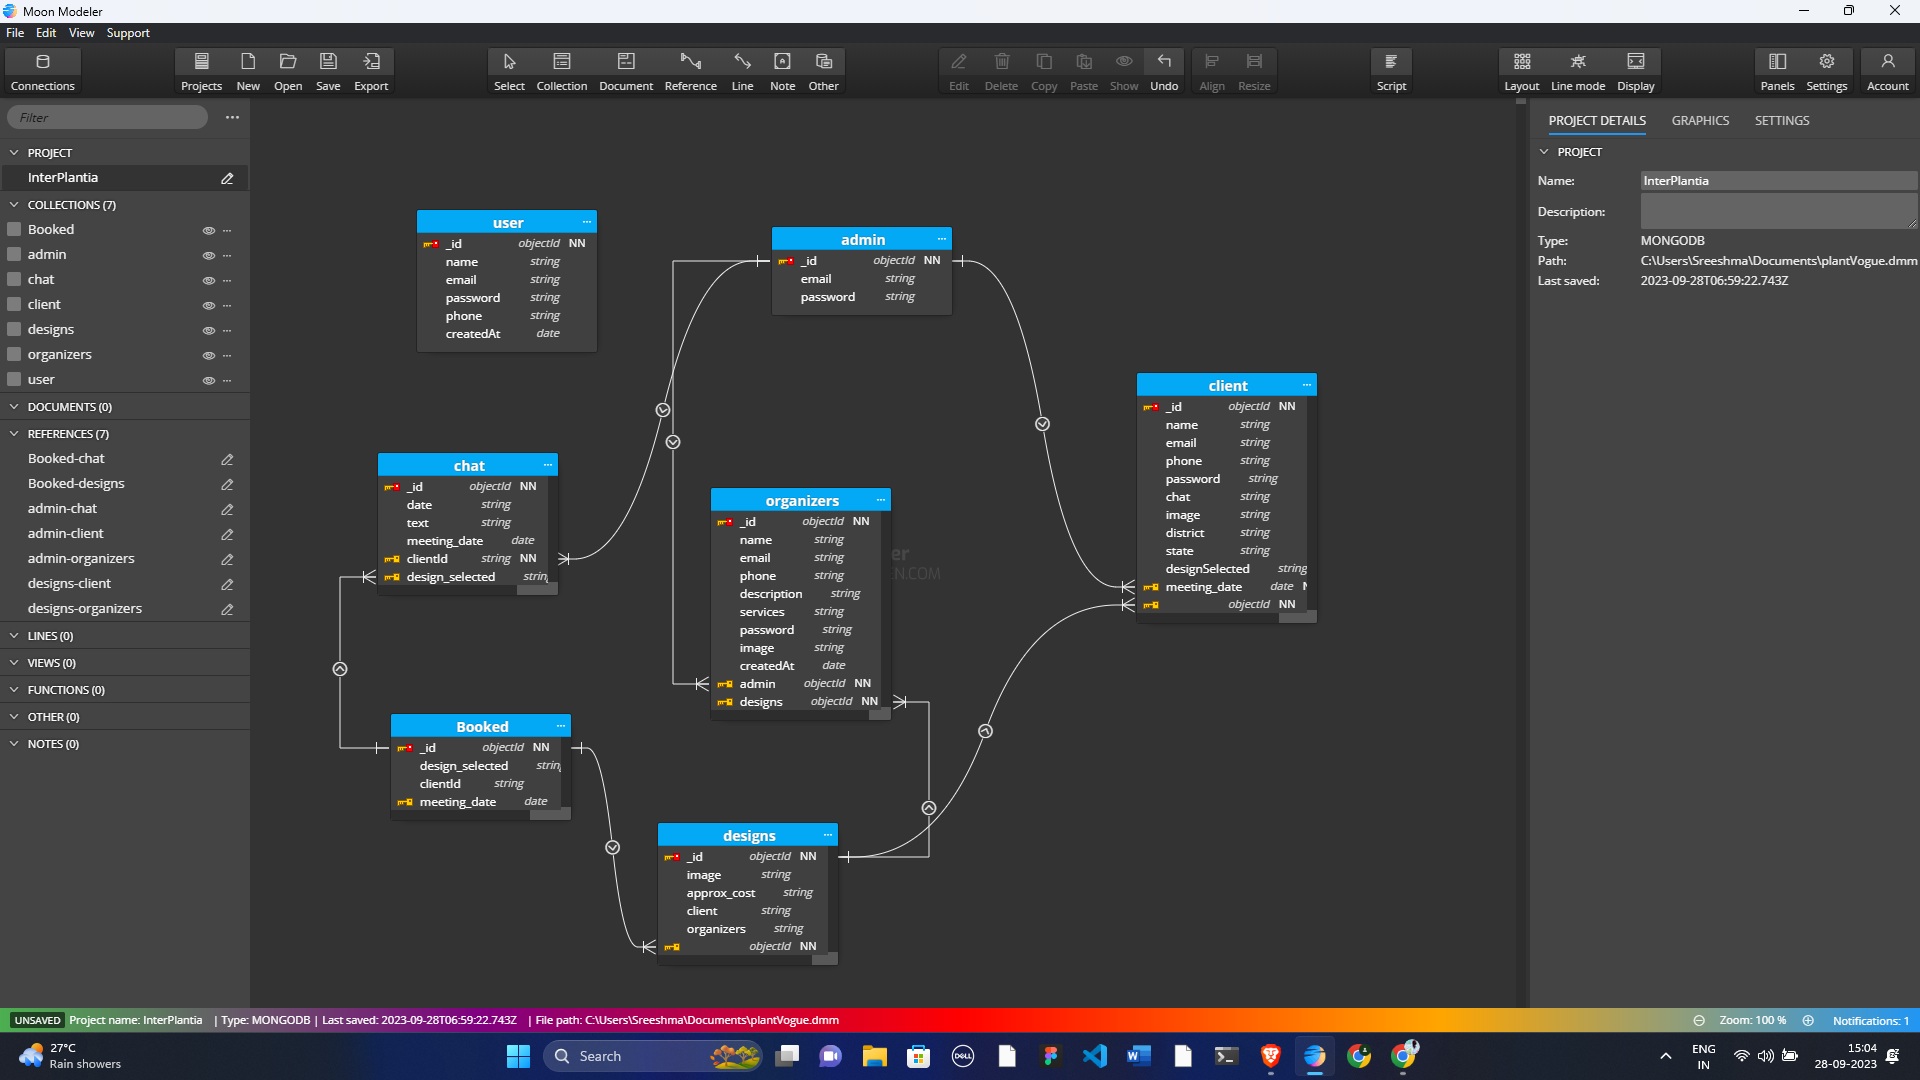 Moon Modeler
File Edit View Support
Connections Projects New Open Save Export Select Collection Document Reference Line Note Other Edit Delete Copy Paste Show Undo Align Resize Script Layout Line mode Display Panels Settings Account
Filter
PROJECT
InterPlantia
COLLECTIONS (7)
Booked
admin
chat
client
designs
organizers
user
DOCUMENTS (0)
REFERENCES (7)
Booked-chat
Booked-designs
admin-chat
admin-client
admin-organizers
designs-client
designs-organizers
LINES (0)
VIEWS (0)
FUNCTIONS (0)
OTHER (0)
NOTES (0)
user
_id objectId NN
name string
email string
password string
phone string
createdAt date
admin
_id objectId NN
email string
password string
client
_id objectId NN
name string
email string
phone string
password string
chat string
image string
district string
state string
designSelected string
meeting_date date
objectId NN
chat
_id objectId NN
date string
text string
meeting_date date
clientId string NN
design_selected strin
organizers
_id objectId NN
name string
email string
phone string
description string
services string
password string
image string
createdAt date
admin objectId NN
designs objectId NN
er
EN.COM
Booked
_id objectId NN
design_selected strin
clientId string
meeting_date date
designs
_id objectId NN
image string
approx_cost string
client string
organizers string
objectId NN
PROJECT DETAILS GRAPHICS SETTINGS
PROJECT
Name: InterPlantia
Description:
Type: MONGODB
Path: C:\Users\Sreeshma\Documents\plantVogue.dmm
Last saved: 2023-09-28T06:59:22.743Z
UNSAVED Project name: InterPlantia | Type: MONGODB | Last saved: 2023-09-28T06:59:22.743Z | File path: C:\Users\Sreeshma\Documents\plantVogue.dmm Zoom: 100 % Notifications: 1
27°C
Rain showers
Search
DELL
ENG
IN
15:04
28-09-2023